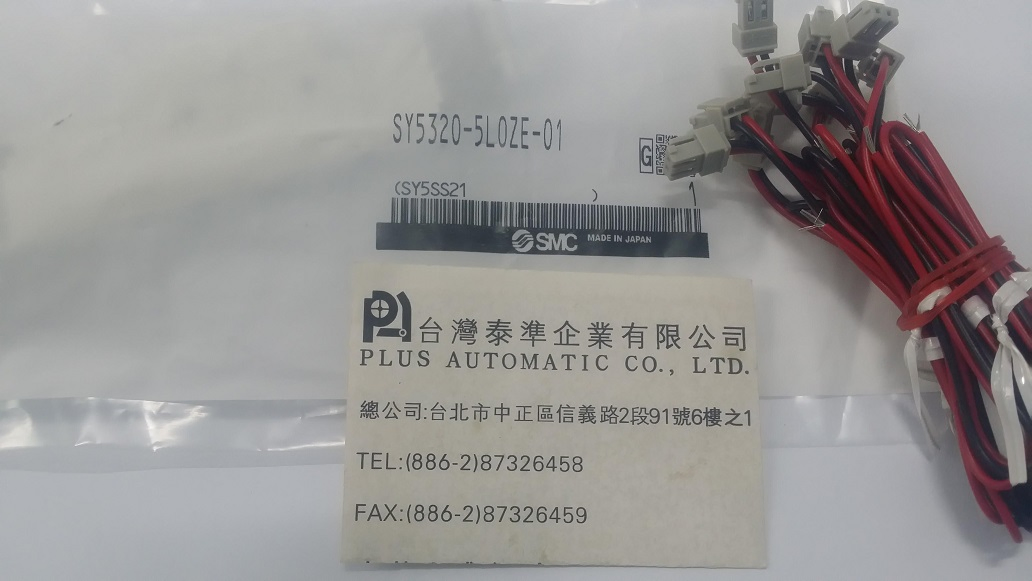 SY5320-5LOZE-01
G
(SY5SS21 ) 1
SMC MADE IN JAPAN
台灣泰準企業有限公司
PLUS AUTOMATIC CO., LTD.
總公司:台北市中正區信義路2段91號6樓之1
TEL:(886-2)87326458
FAX:(886-2)87326459